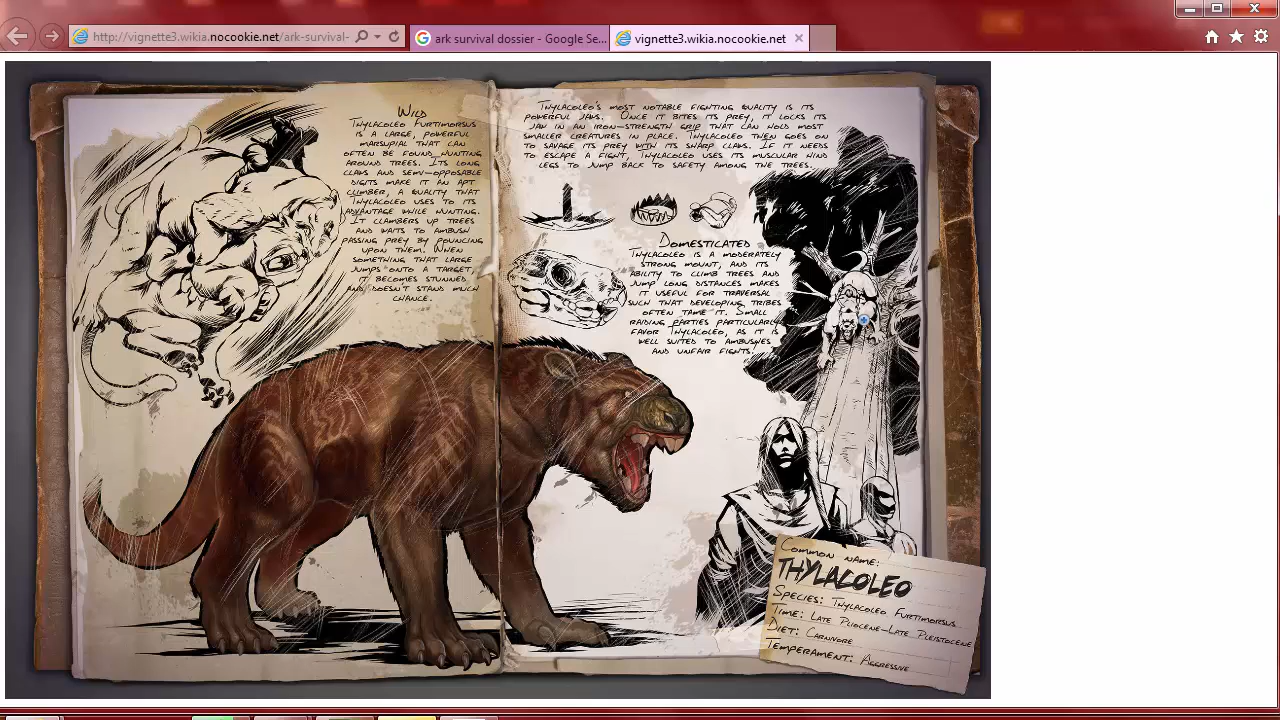 http://vignette3.wikia.nocookie.net/ark-survival-
ark survival dossier - Google Se...
vignette3.wikia.nocookie.net
Wild
Thylacoleo Furtimorsus
is a large, powerful
marsupial that can
often be found hunting
around trees. Its long
claws and semi-opposable
digits make it an apt
climber, a quality that
Thylacoleo uses to its
advantage while hunting.
It clambers up trees
and waits to ambush
passing prey by pouncing
upon them. When
something that large
jumps onto a target,
it becomes stunned
and doesn't stand much
chance.
Thylacoleo's most notable fighting quality is its
powerful jaws. Once it bites its prey, it locks its
jaw in an iron-strength grip that can hold most
smaller creatures in place. Thylacoleo then goes on
to savage its prey with its sharp claws. If it needs
to escape a fight, Thylacoleo uses its muscular hind
legs to jump back to safety among the trees.
Domesticated
Thylacoleo is a moderately
strong mount, and its
ability to climb trees and
jump long distances makes
it useful for traversal
such that developing tribes
often tame it. Small
raiding parties particularly
favor Thylacoleo, as it is
well suited to ambushes
and unfair fights.
Common name:
Thylacoleo
Species: Thylacoleo Furtimorsus
Time: Late Pliocene-Late Pleistocene
Diet: Carnivore
Temperament: Aggressive